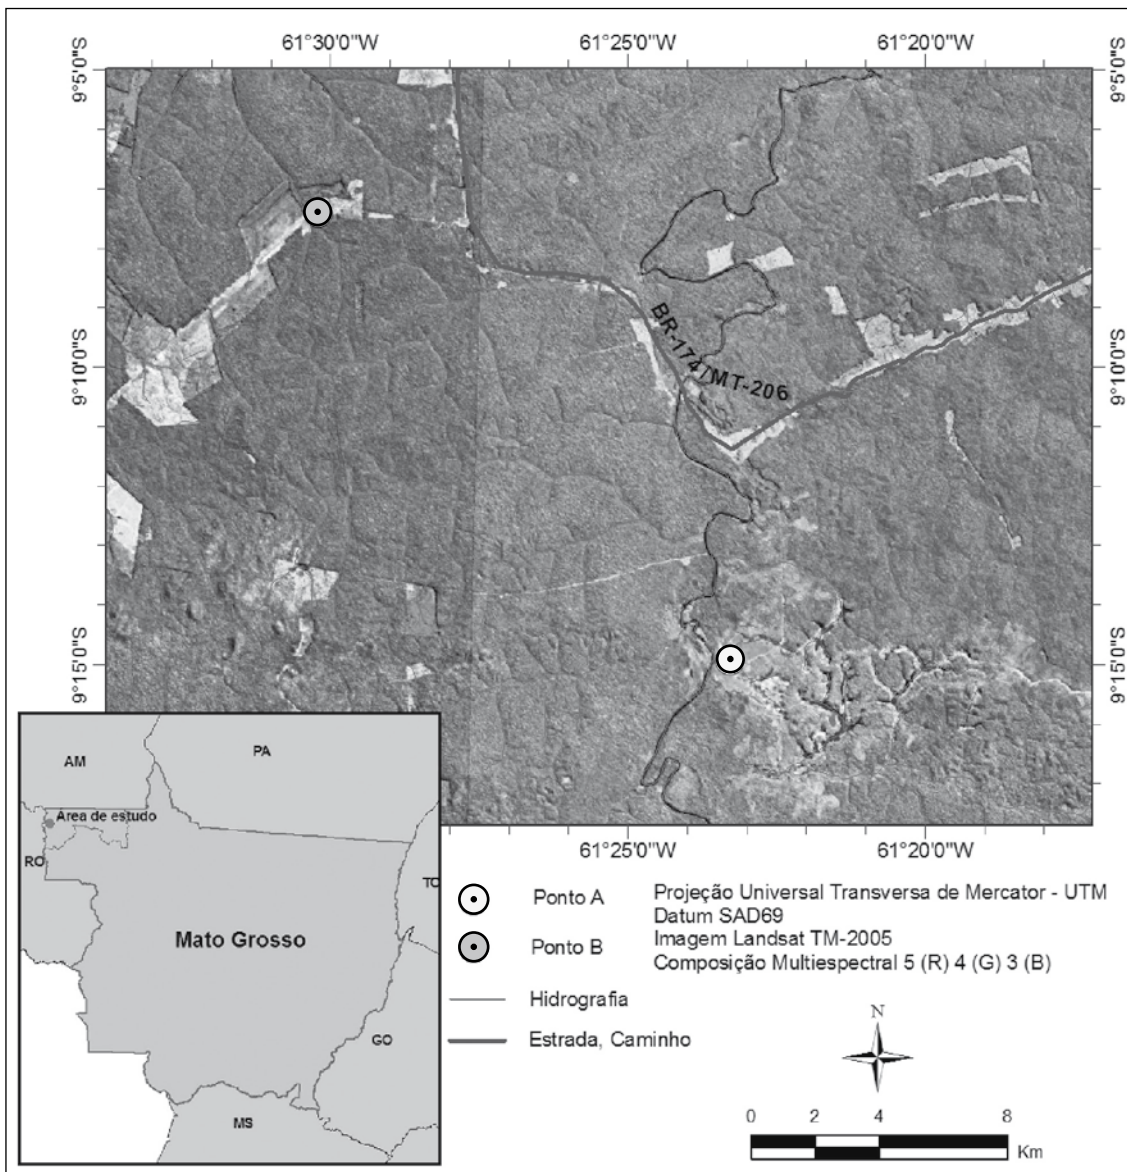 61°30'0"W 61°25'0"W 61°20'0"W
9°5'0"S 9°5'0"S
BR-174/MT-206
9°10'0"S 9°10'0"S
9°15'0"S 9°15'0"S
61°25'0"W 61°20'0"W
AM
PA
Área de estudo
RO
TO
Mato Grosso
GO
MS
Ponto A
Ponto B
Hidrografia
Estrada, Caminho
Projeção Universal Transversa de Mercator - UTM
Datum SAD69
Imagem Landsat TM-2005
Composição Multiespectral 5 (R) 4 (G) 3 (B)
N
0 2 4 8
Km